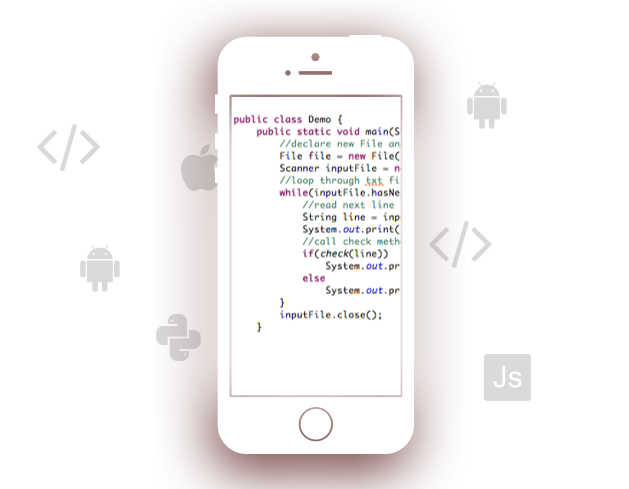 public class Demo {
public static void main(S
//declare new File an
File file = new File(
Scanner inputFile = n
//loop through txt fi
while(inputFile.hasNe
//read next line
String line = inp
System.out.print(
//call check meth
if(check(line))
System.out.pr
else
System.out.pr
}
inputFile.close();
}
Js